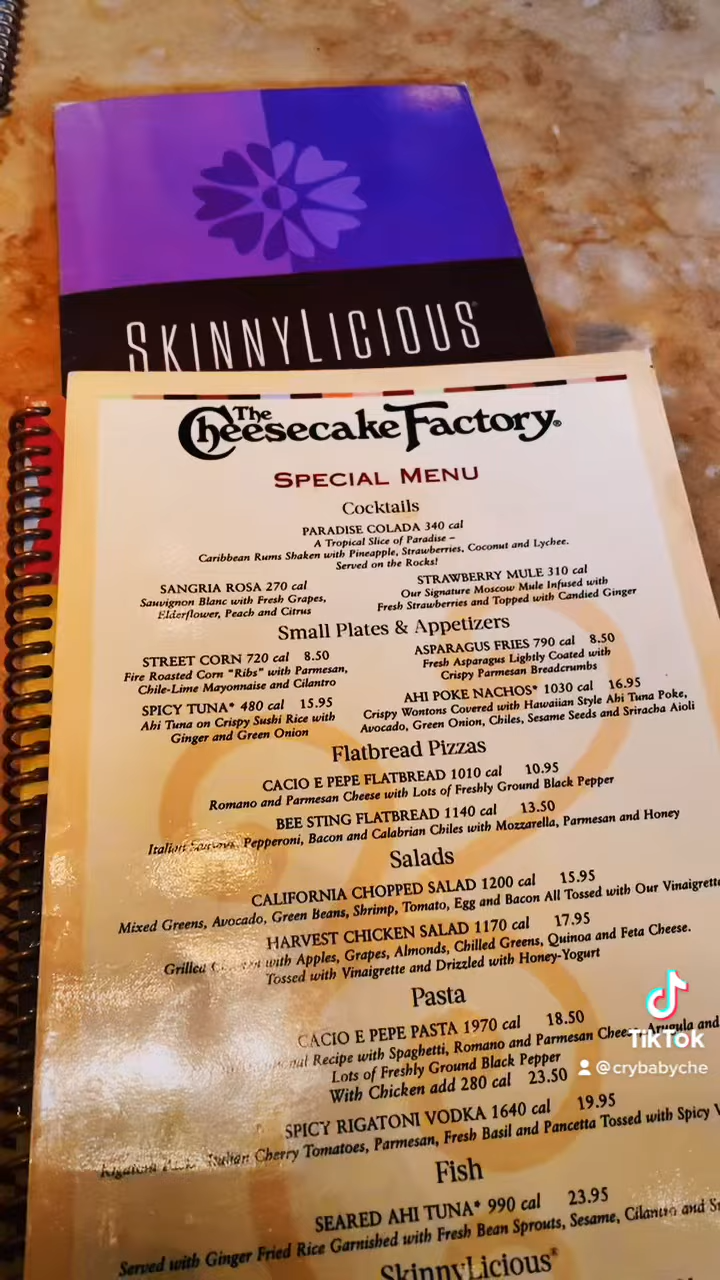 SKINNYLICIOUS®
The Cheesecake Factory®
SPECIAL MENU
Cocktails
PARADISE COLADA 340 cal
A Tropical Slice of Paradise –
Caribbean Rums Shaken with Pineapple, Strawberries, Coconut and Lychee.
Served on the Rocks!
SANGRIA ROSA 270 cal
Sauvignon Blanc with Fresh Grapes,
Elderflower, Peach and Citrus
STRAWBERRY MULE 310 cal
Our Signature Moscow Mule Infused with
Fresh Strawberries and Topped with Candied Ginger
Small Plates & Appetizers
STREET CORN 720 cal 8.50
Fire Roasted Corn "Ribs" with Parmesan,
Chile-Lime Mayonnaise and Cilantro
ASPARAGUS FRIES 790 cal 8.50
Fresh Asparagus Lightly Coated with
Crispy Parmesan Breadcrumbs
SPICY TUNA* 480 cal 15.95
Ahi Tuna on Crispy Sushi Rice with
Ginger and Green Onion
AHI POKE NACHOS* 1030 cal 16.95
Crispy Wontons Covered with Hawaiian Style Ahi Tuna Poke,
Avocado, Green Onion, Chiles, Sesame Seeds and Sriracha Aioli
Flatbread Pizzas
CACIO E PEPE FLATBREAD 1010 cal 10.95
Romano and Parmesan Cheese with Lots of Freshly Ground Black Pepper
BEE STING FLATBREAD 1140 cal 13.50
Italian Sausage, Pepperoni, Bacon and Calabrian Chiles with Mozzarella, Parmesan and Honey
Salads
CALIFORNIA CHOPPED SALAD 1200 cal 15.95
Mixed Greens, Avocado, Green Beans, Shrimp, Tomato, Egg and Bacon All Tossed with Our Vinaigrette
HARVEST CHICKEN SALAD 1170 cal 17.95
Grilled Chicken with Apples, Grapes, Almonds, Chilled Greens, Quinoa and Feta Cheese.
Tossed with Vinaigrette and Drizzled with Honey-Yogurt
Pasta
CACIO E PEPE PASTA 1970 cal 18.50
Recipe with Spaghetti, Romano and Parmesan Cheese, Arugula and
Lots of Freshly Ground Black Pepper
With Chicken add 280 cal 23.50
SPICY RIGATONI VODKA 1640 cal 19.95
Rigatoni Italian Cherry Tomatoes, Parmesan, Fresh Basil and Pancetta Tossed with Spicy
Fish
SEARED AHI TUNA* 990 cal 23.95
Served with Ginger Fried Rice Garnished with Fresh Bean Sprouts, Sesame, Cilantro and
SkinnyLicious®
TikTok
@crybabyche